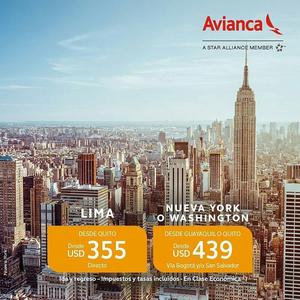 Avianca
A STAR ALLIANCE MEMBER
LIMA
DESDE QUITO
Desde
USD 355
Directo
NUEVA YORK
O WASHINGTON
DESDE GUAYAQUIL O QUITO
Desde
USD 439
Vía Bogotá y/o San Salvador
Ida y regreso - Impuestos y tasas incluidos - En Clase Económica